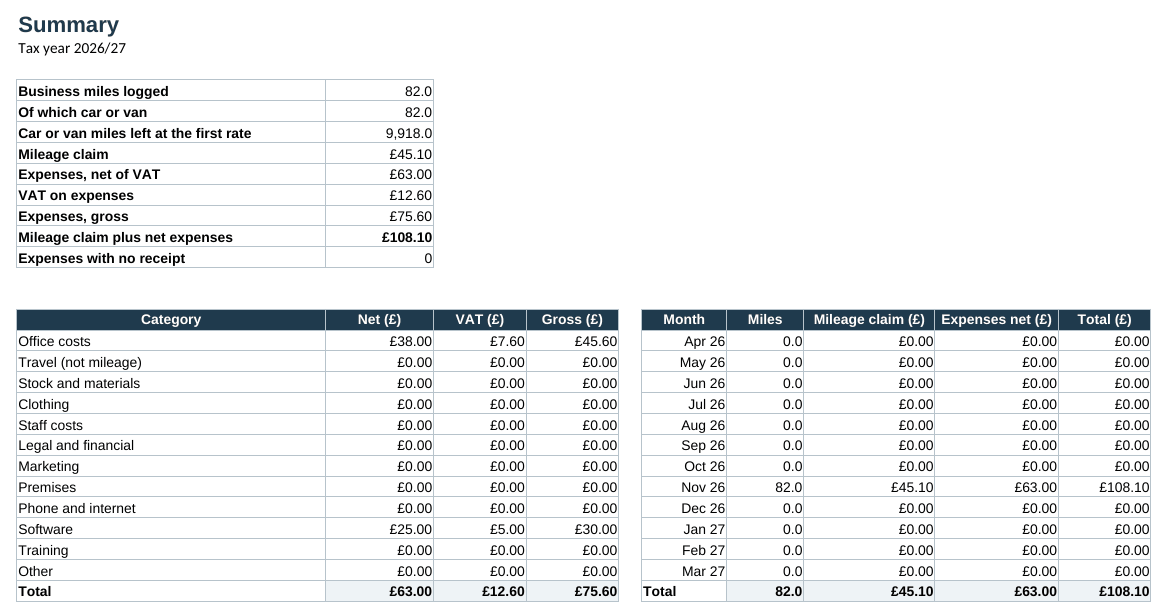 Summary
Tax year 2026/27
Business miles logged 82.0
Of which car or van 82.0
Car or van miles left at the first rate 9,918.0
Mileage claim £45.10
Expenses, net of VAT £63.00
VAT on expenses £12.60
Expenses, gross £75.60
Mileage claim plus net expenses £108.10
Expenses with no receipt 0
Category Net (£) VAT (£) Gross (£)
Office costs £38.00 £7.60 £45.60
Travel (not mileage) £0.00 £0.00 £0.00
Stock and materials £0.00 £0.00 £0.00
Clothing £0.00 £0.00 £0.00
Staff costs £0.00 £0.00 £0.00
Legal and financial £0.00 £0.00 £0.00
Marketing £0.00 £0.00 £0.00
Premises £0.00 £0.00 £0.00
Phone and internet £0.00 £0.00 £0.00
Software £25.00 £5.00 £30.00
Training £0.00 £0.00 £0.00
Other £0.00 £0.00 £0.00
Total £63.00 £12.60 £75.60
Month Miles Mileage claim (£) Expenses net (£) Total (£)
Apr 26 0.0 £0.00 £0.00 £0.00
May 26 0.0 £0.00 £0.00 £0.00
Jun 26 0.0 £0.00 £0.00 £0.00
Jul 26 0.0 £0.00 £0.00 £0.00
Aug 26 0.0 £0.00 £0.00 £0.00
Sep 26 0.0 £0.00 £0.00 £0.00
Oct 26 0.0 £0.00 £0.00 £0.00
Nov 26 82.0 £45.10 £63.00 £108.10
Dec 26 0.0 £0.00 £0.00 £0.00
Jan 27 0.0 £0.00 £0.00 £0.00
Feb 27 0.0 £0.00 £0.00 £0.00
Mar 27 0.0 £0.00 £0.00 £0.00
Total 82.0 £45.10 £63.00 £108.10